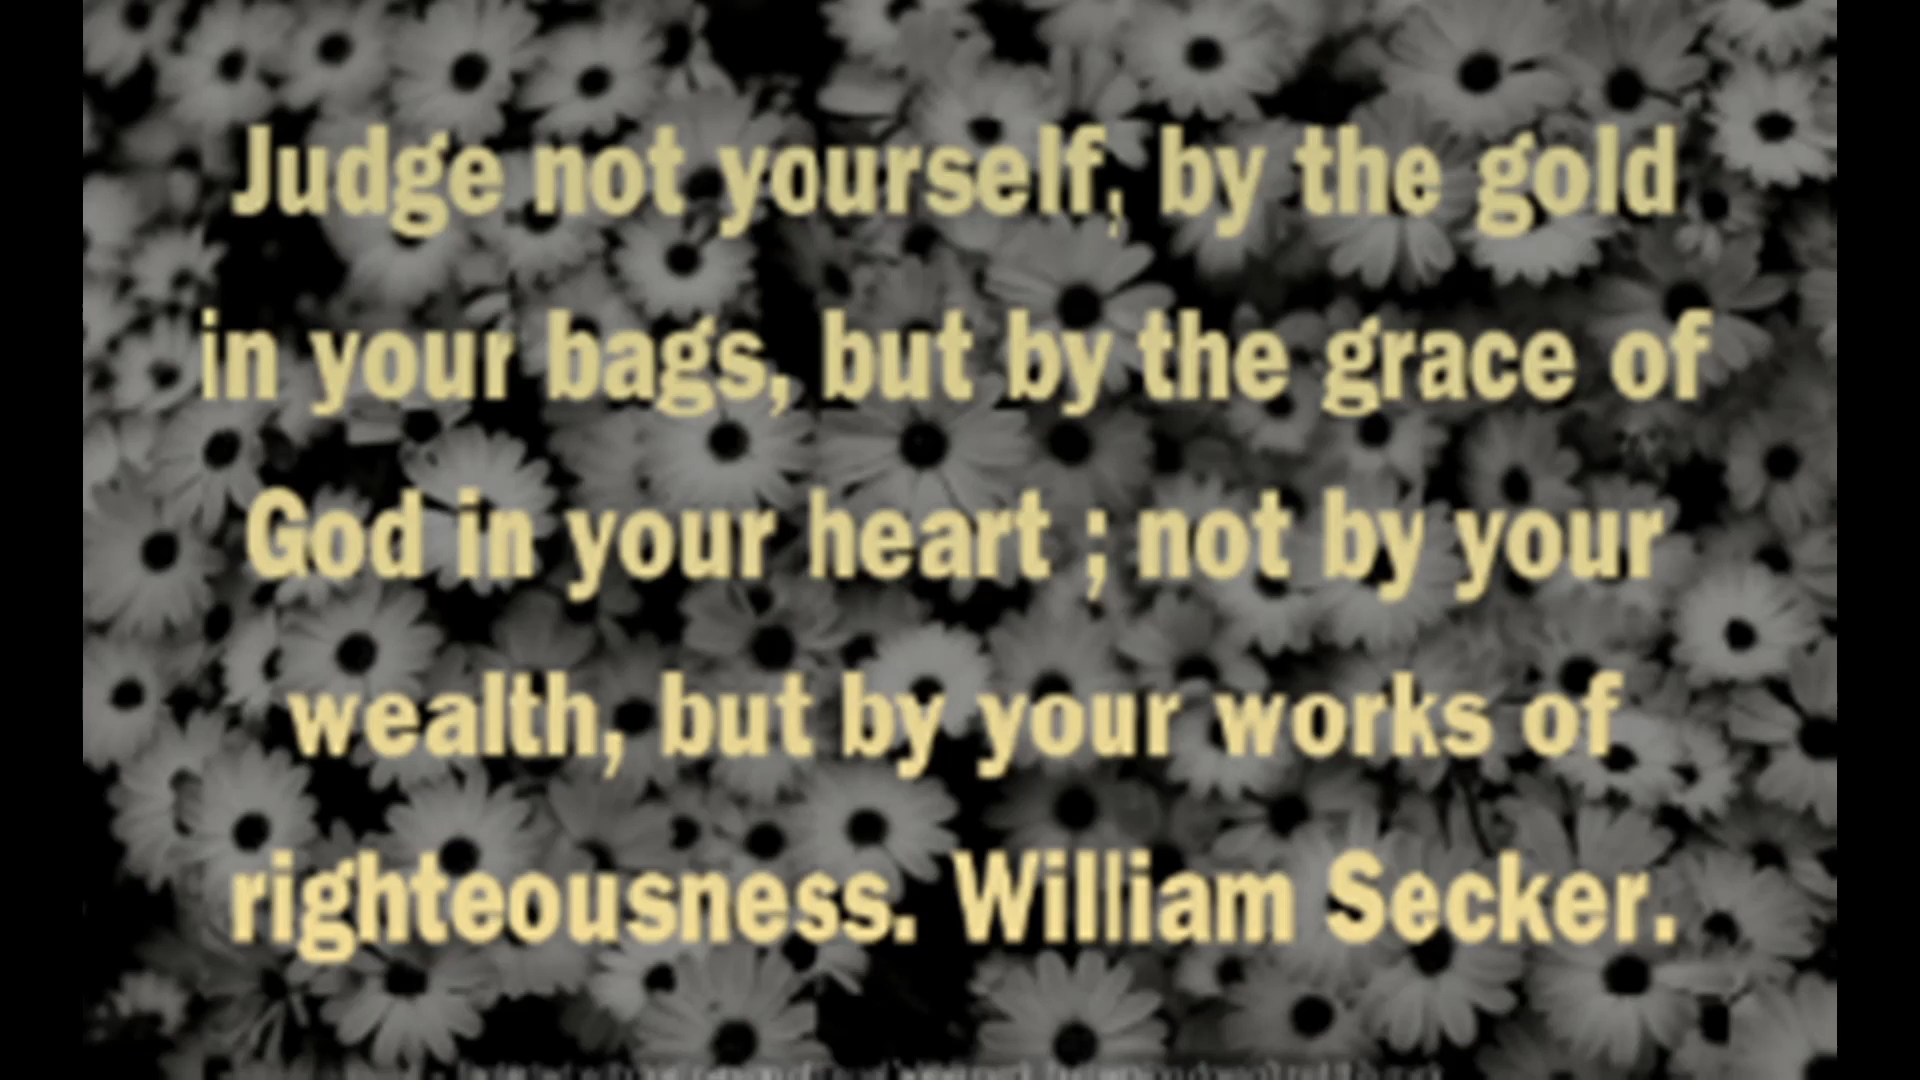 Judge not yourself, by the gold
in your bags, but by the grace of
God in your heart ; not by your
wealth, but by your works of
righteousness. William Secker.